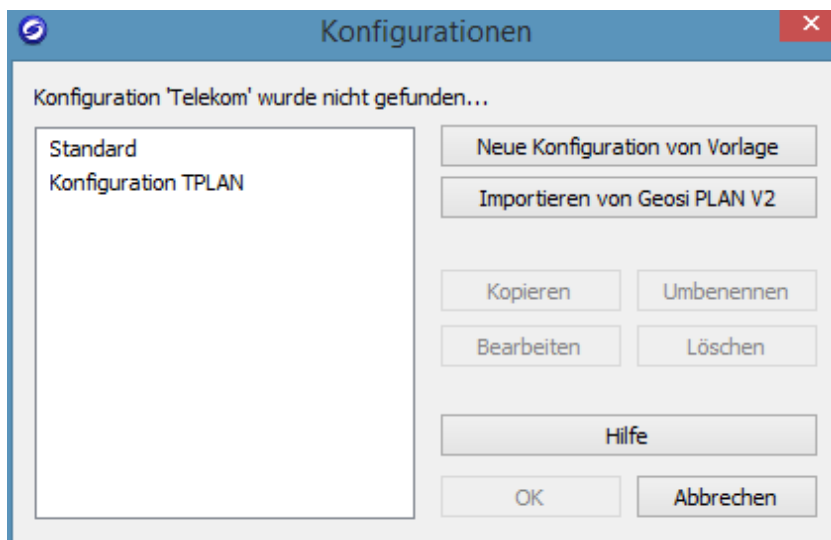 Konfigurationen
Konfiguration 'Telekom' wurde nicht gefunden...
Standard
Konfiguration TPLAN
Neue Konfiguration von Vorlage
Importieren von Geosi PLAN V2
Kopieren
Umbenennen
Bearbeiten
Löschen
Hilfe
OK
Abbrechen